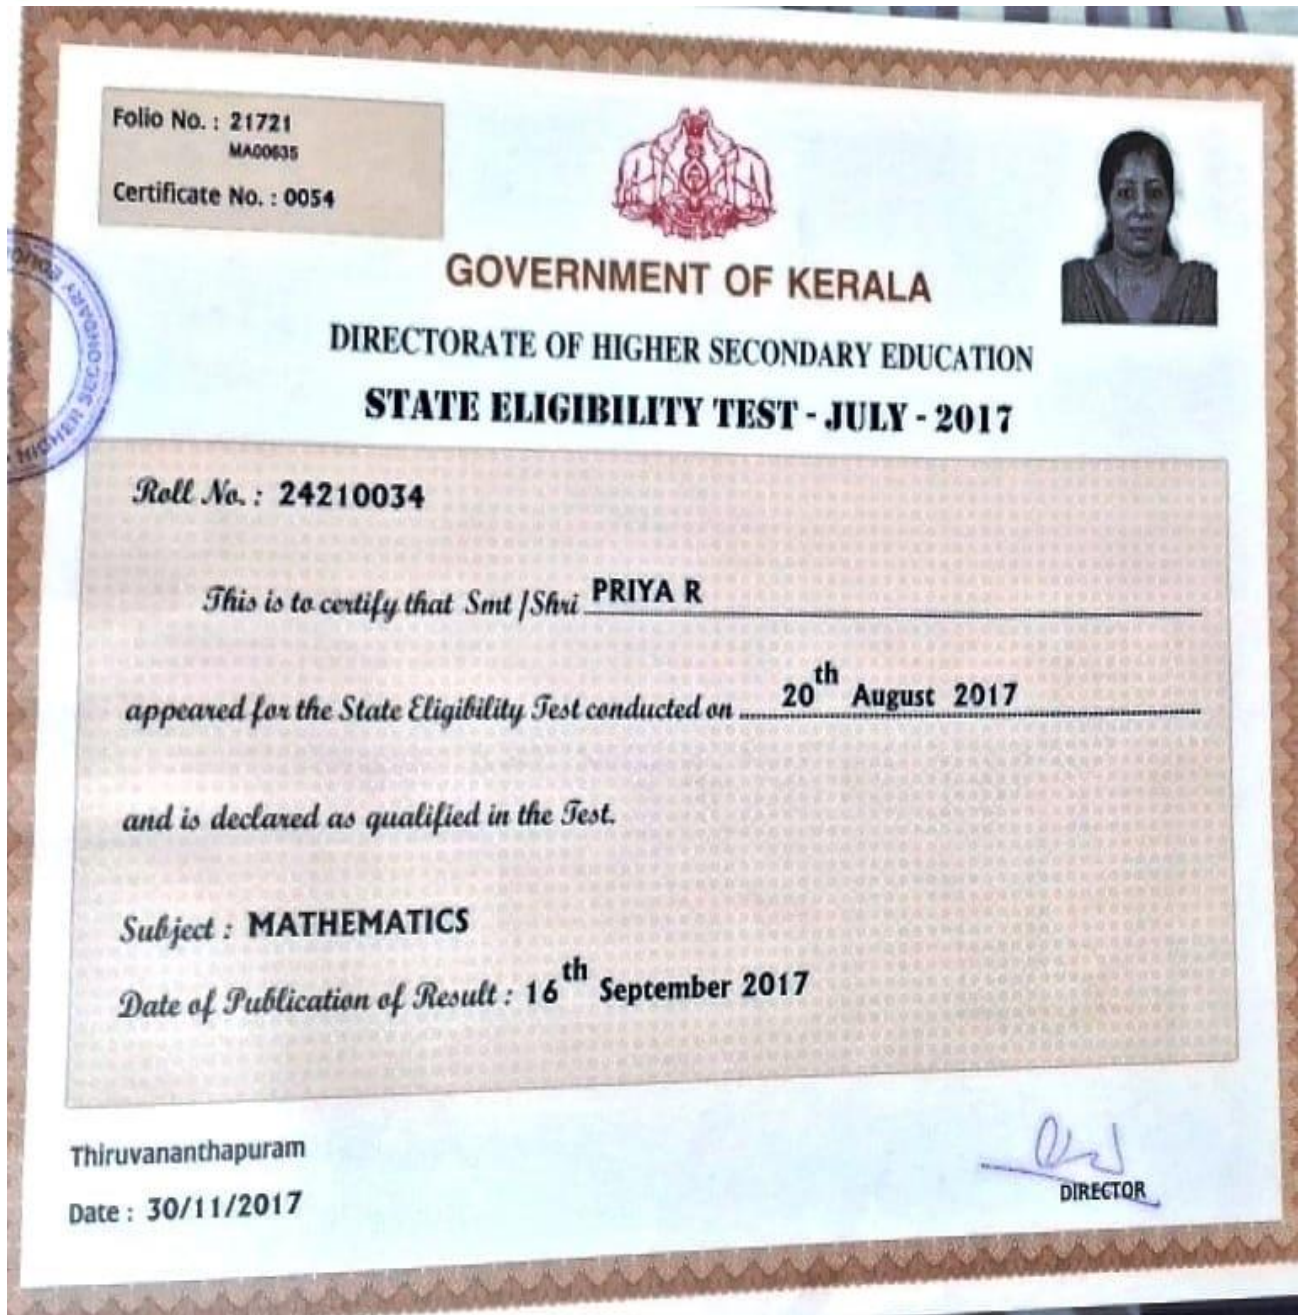 Folio No. : 21721
MA00635
Certificate No. : 0054
GOVERNMENT OF KERALA
DIRECTORATE OF HIGHER SECONDARY EDUCATION
STATE ELIGIBILITY TEST - JULY - 2017
HIGHER SECONDARY
Roll No. : 24210034
This is to certify that Smt /Shri PRIYA R
appeared for the State Eligibility Test conducted on 20th August 2017
and is declared as qualified in the Test.
Subject : MATHEMATICS
Date of Publication of Result : 16th September 2017
Thiruvananthapuram
Date : 30/11/2017
DIRECTOR